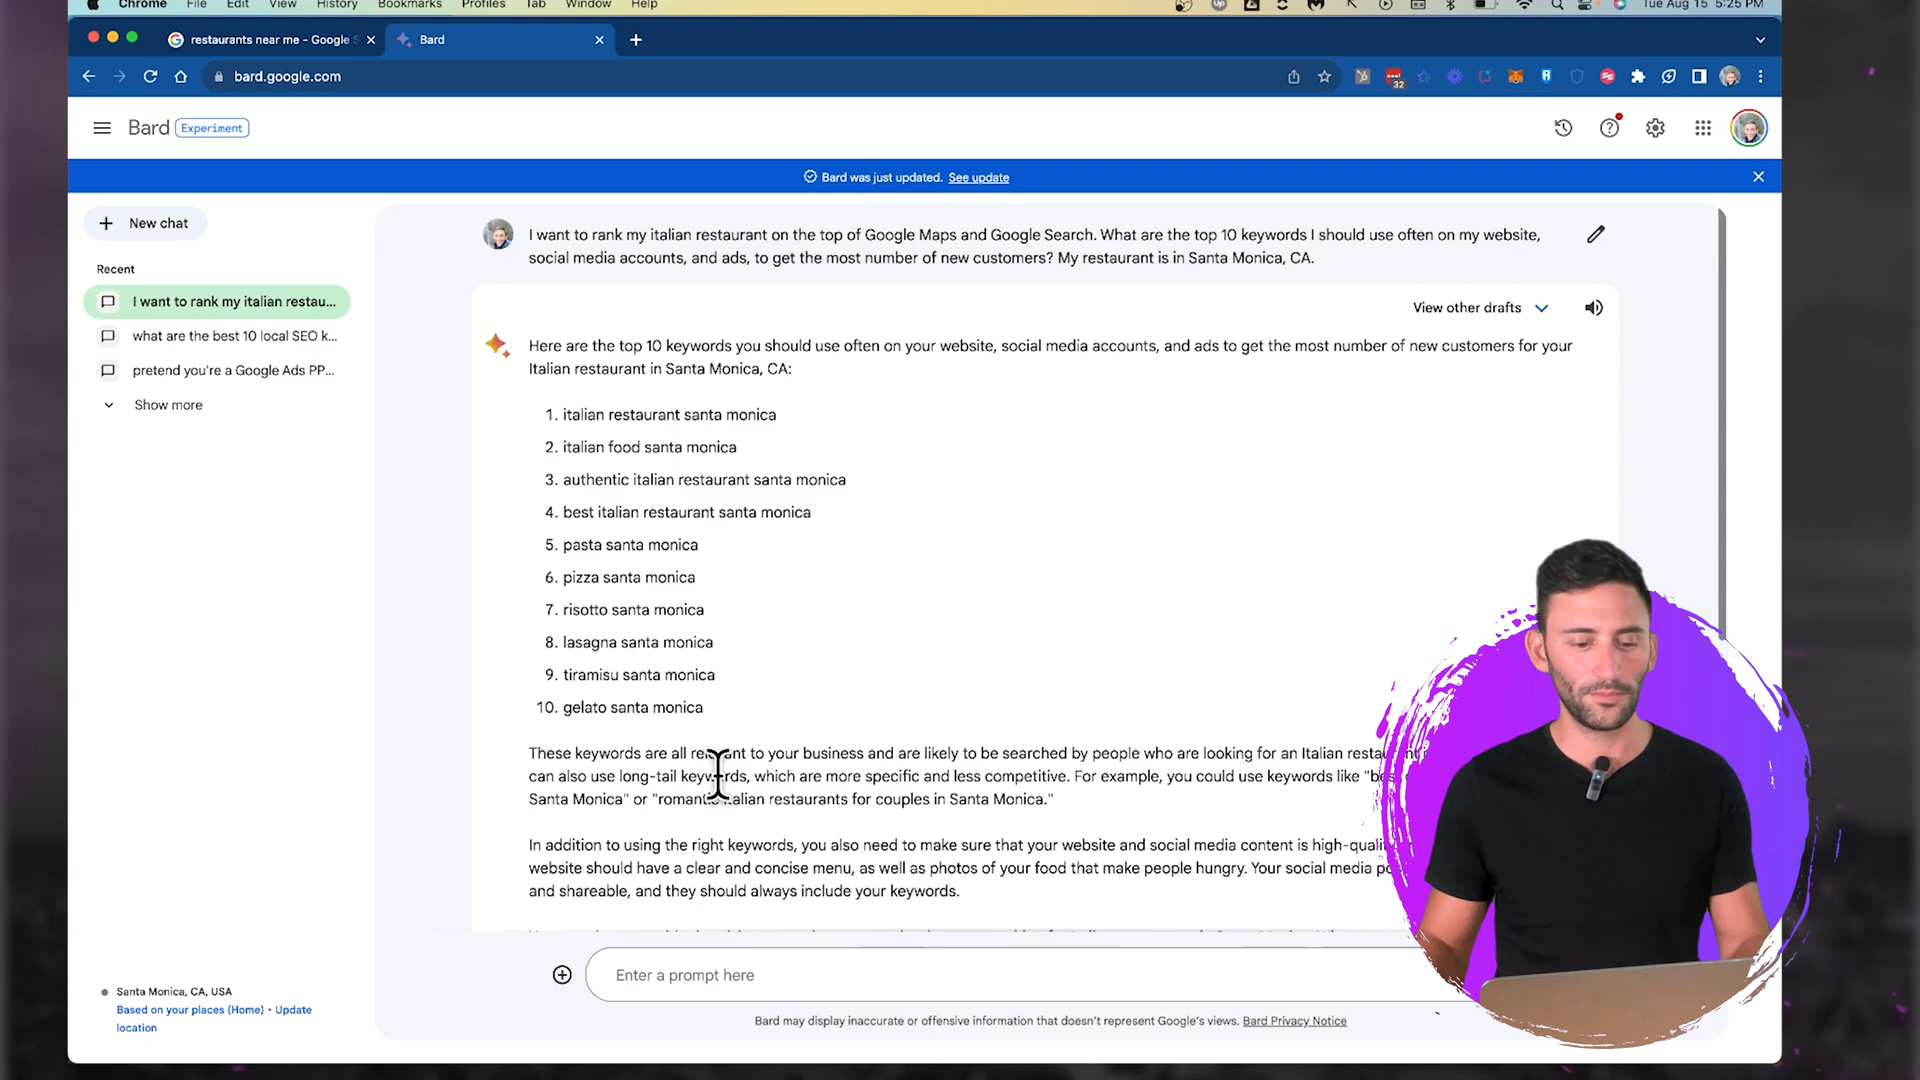 Chrome File Edit View History Bookmarks Profiles Tab Window Help
Tue Aug 15 5:25 PM
restaurants near me - Google S
Bard
bard.google.com
32
Bard Experiment
Bard was just updated. See update
New chat
Recent
I want to rank my italian restau...
what are the best 10 local SEO k...
pretend you're a Google Ads PP...
Show more
Santa Monica, CA, USA
Based on your places (Home) • Update
location
I want to rank my italian restaurant on the top of Google Maps and Google Search. What are the top 10 keywords I should use often on my website,
social media accounts, and ads, to get the most number of new customers? My restaurant is in Santa Monica, CA.
View other drafts
Here are the top 10 keywords you should use often on your website, social media accounts, and ads to get the most number of new customers for your
Italian restaurant in Santa Monica, CA:
1. italian restaurant santa monica
2. italian food santa monica
3. authentic italian restaurant santa monica
4. best italian restaurant santa monica
5. pasta santa monica
6. pizza santa monica
7. risotto santa monica
8. lasagna santa monica
9. tiramisu santa monica
10. gelato santa monica
These keywords are all relevant to your business and are likely to be searched by people who are looking for an Italian
can also use long-tail keywords, which are more specific and less competitive. For example, you could use keywords like
Santa Monica" or "romantic italian restaurants for couples in Santa Monica."
In addition to using the right keywords, you also need to make sure that your website and social media content is
website should have a clear and concise menu, as well as photos of your food that make people hungry. Your social media
and shareable, and they should always include your keywords.
Enter a prompt here
Bard may display inaccurate or offensive information that doesn't represent Google's views. Bard Privacy Notice